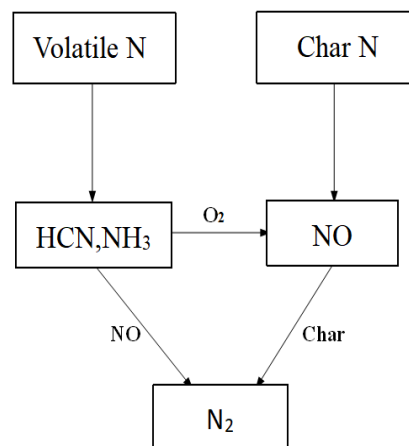 Volatile N
Char N
O₂
HCN,NH₃
NO
NO
Char
N₂